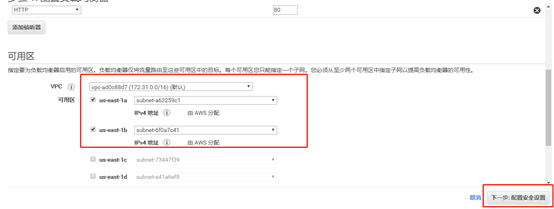 HTTP 80
添加侦听器
可用区
指定要为负载均衡器启用的可用区。负载均衡器仅将流量路由至这些可用区中的目标。每个可用区您只能指定一个子网。您必须从至少两个可用区中指定子网以提高负载均衡器的可用性。
VPC vpc-ad0c88d7 (172.31.0.0/16) (默认)
可用区 us-east-1a subnet-a63259c1
IPv4 地址 由 AWS 分配
us-east-1b subnet-6f0a7c41
IPv4 地址 由 AWS 分配
us-east-1c subnet-73447f39
us-east-1d subnet-a41a6ef8
取消 下一步: 配置安全设置